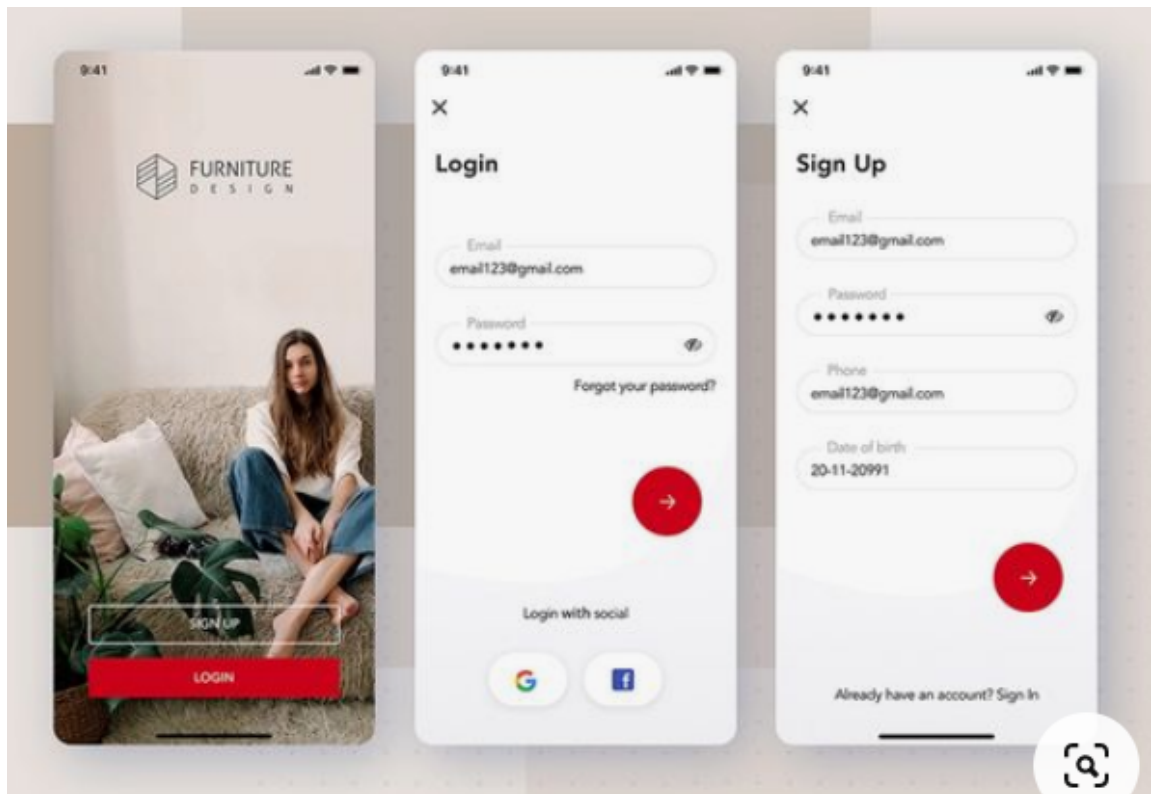 9:41
FURNITURE
DESIGN
SIGN UP
LOGIN
9:41
Login
Email
email123@gmail.com
Password
Forgot your password?
Login with social
9:41
Sign Up
Email
email123@gmail.com
Password
Phone
email123@gmail.com
Date of birth
20-11-20991
Already have an account? Sign In